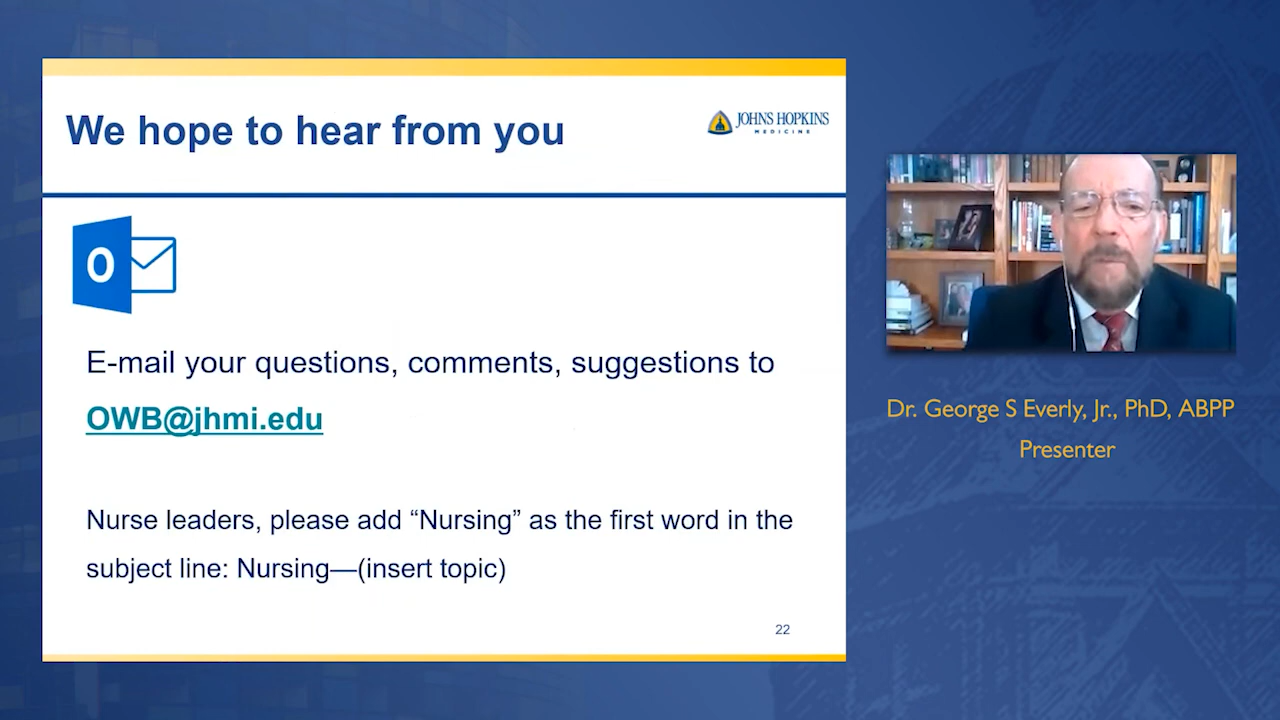 We hope to hear from you
JOHNS HOPKINS
MEDICINE
O
E-mail your questions, comments, suggestions to
OWB@jhmi.edu
Nurse leaders, please add “Nursing” as the first word in the
subject line: Nursing—(insert topic)
22
Dr. George S Everly, Jr., PhD, ABPP
Presenter